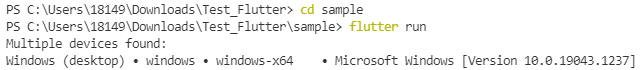 PS C:\Users\18149\Downloads\Test_Flutter> cd sample
PS C:\Users\18149\Downloads\Test_Flutter\sample> flutter run
Multiple devices found:
Windows (desktop) • windows • windows-x64    • Microsoft Windows [Version 10.0.19043.1237]